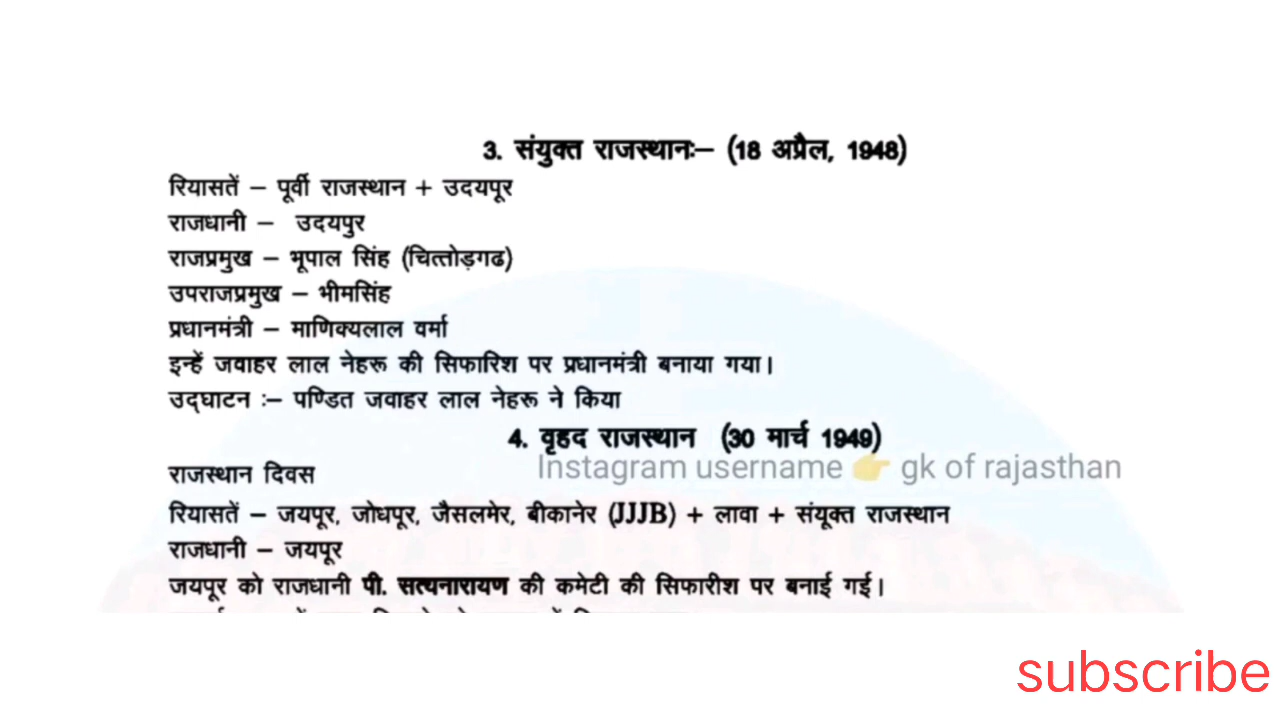 3. संयुक्त राजस्थानः– (18 अप्रैल, 1948)
रियासतें – पूर्वी राजस्थान + उदयपूर
राजधानी – उदयपुर
राजप्रमुख – भूपाल सिंह (चित्तोड़गढ)
उपराजप्रमुख – भीमसिंह
प्रधानमंत्री – माणिक्यलाल वर्मा
इन्हें जवाहर लाल नेहरू की सिफारिश पर प्रधानमंत्री बनाया गया।
उद्घाटन :– पण्डित जवाहर लाल नेहरू ने किया
4. वृहद राजस्थान (30 मार्च 1949)
Instagram username 👉 gk of rajasthan
राजस्थान दिवस
रियासतें – जयपूर, जोधपूर, जैसलमेर, बीकानेर (JJJB) + लावा + संयूक्त राजस्थान
राजधानी – जयपूर
जयपूर को राजधानी पी. सत्यनारायण की कमेटी की सिफारीश पर बनाई गई।
subscribe